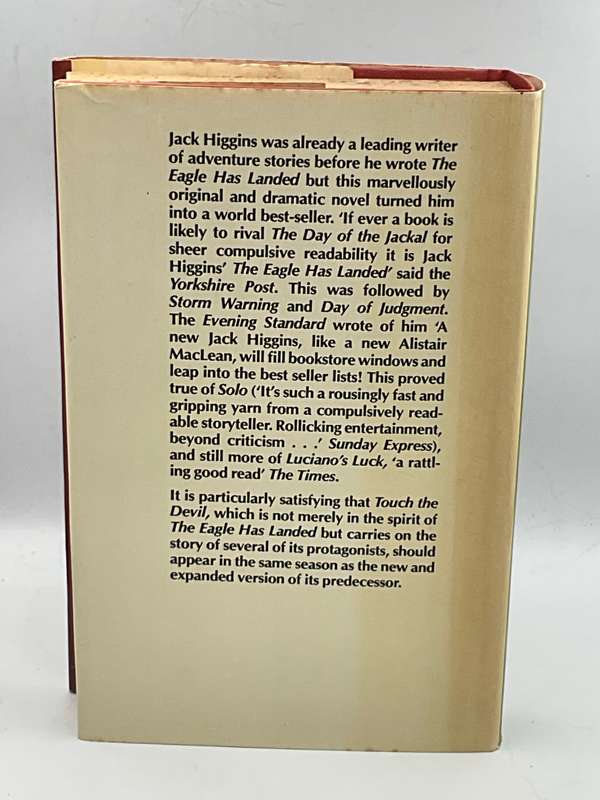 Jack Higgins was already a leading writer
of adventure stories before he wrote The
Eagle Has Landed but this marvellously
original and dramatic novel turned him
into a world best-seller. ‘If ever a book is
likely to rival The Day of the Jackal for
sheer compulsive readability it is Jack
Higgins’ The Eagle Has Landed’ said the
Yorkshire Post. This was followed by
Storm Warning and Day of Judgment.
The Evening Standard wrote of him ‘A
new Jack Higgins, like a new Alistair
MacLean, will fill bookstore windows and
leap into the best seller lists! This proved
true of Solo (‘It’s such a rousingly fast and
gripping yarn from a compulsively read-
able storyteller. Rollicking entertainment,
beyond criticism . . .’ Sunday Express),
and still more of Luciano’s Luck, ‘a rattl-
ing good read’ The Times.
It is particularly satisfying that Touch the
Devil, which is not merely in the spirit of
The Eagle Has Landed but carries on the
story of several of its protagonists, should
appear in the same season as the new and
expanded version of its predecessor.